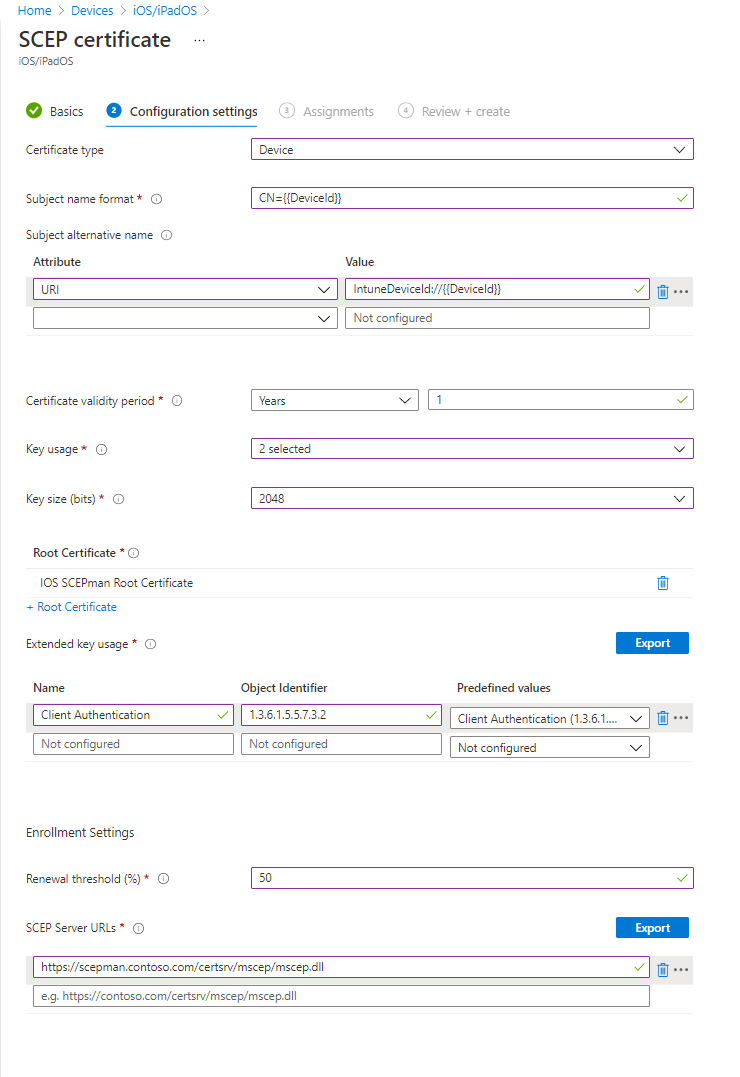 Home > Devices > iOS/iPadOS >
SCEP certificate ...
iOS/iPadOS
Basics 2 Configuration settings 3 Assignments 4 Review + create
Certificate type Device
Subject name format * CN={{DeviceId}}
Subject alternative name
Attribute Value
URI IntuneDeviceId://{{DeviceId}}
Not configured
Certificate validity period * Years 1
Key usage * 2 selected
Key size (bits) * 2048
Root Certificate *
IOS SCEPman Root Certificate
+ Root Certificate
Extended key usage * Export
Name Object Identifier Predefined values
Client Authentication 1.3.6.1.5.5.7.3.2 Client Authentication (1.3.6.1....
Not configured Not configured Not configured
Enrollment Settings
Renewal threshold (%) * 50
SCEP Server URLs * Export
https://scepman.contoso.com/certsrv/mscep/mscep.dll
e.g. https://contoso.com/certsrv/mscep/mscep.dll